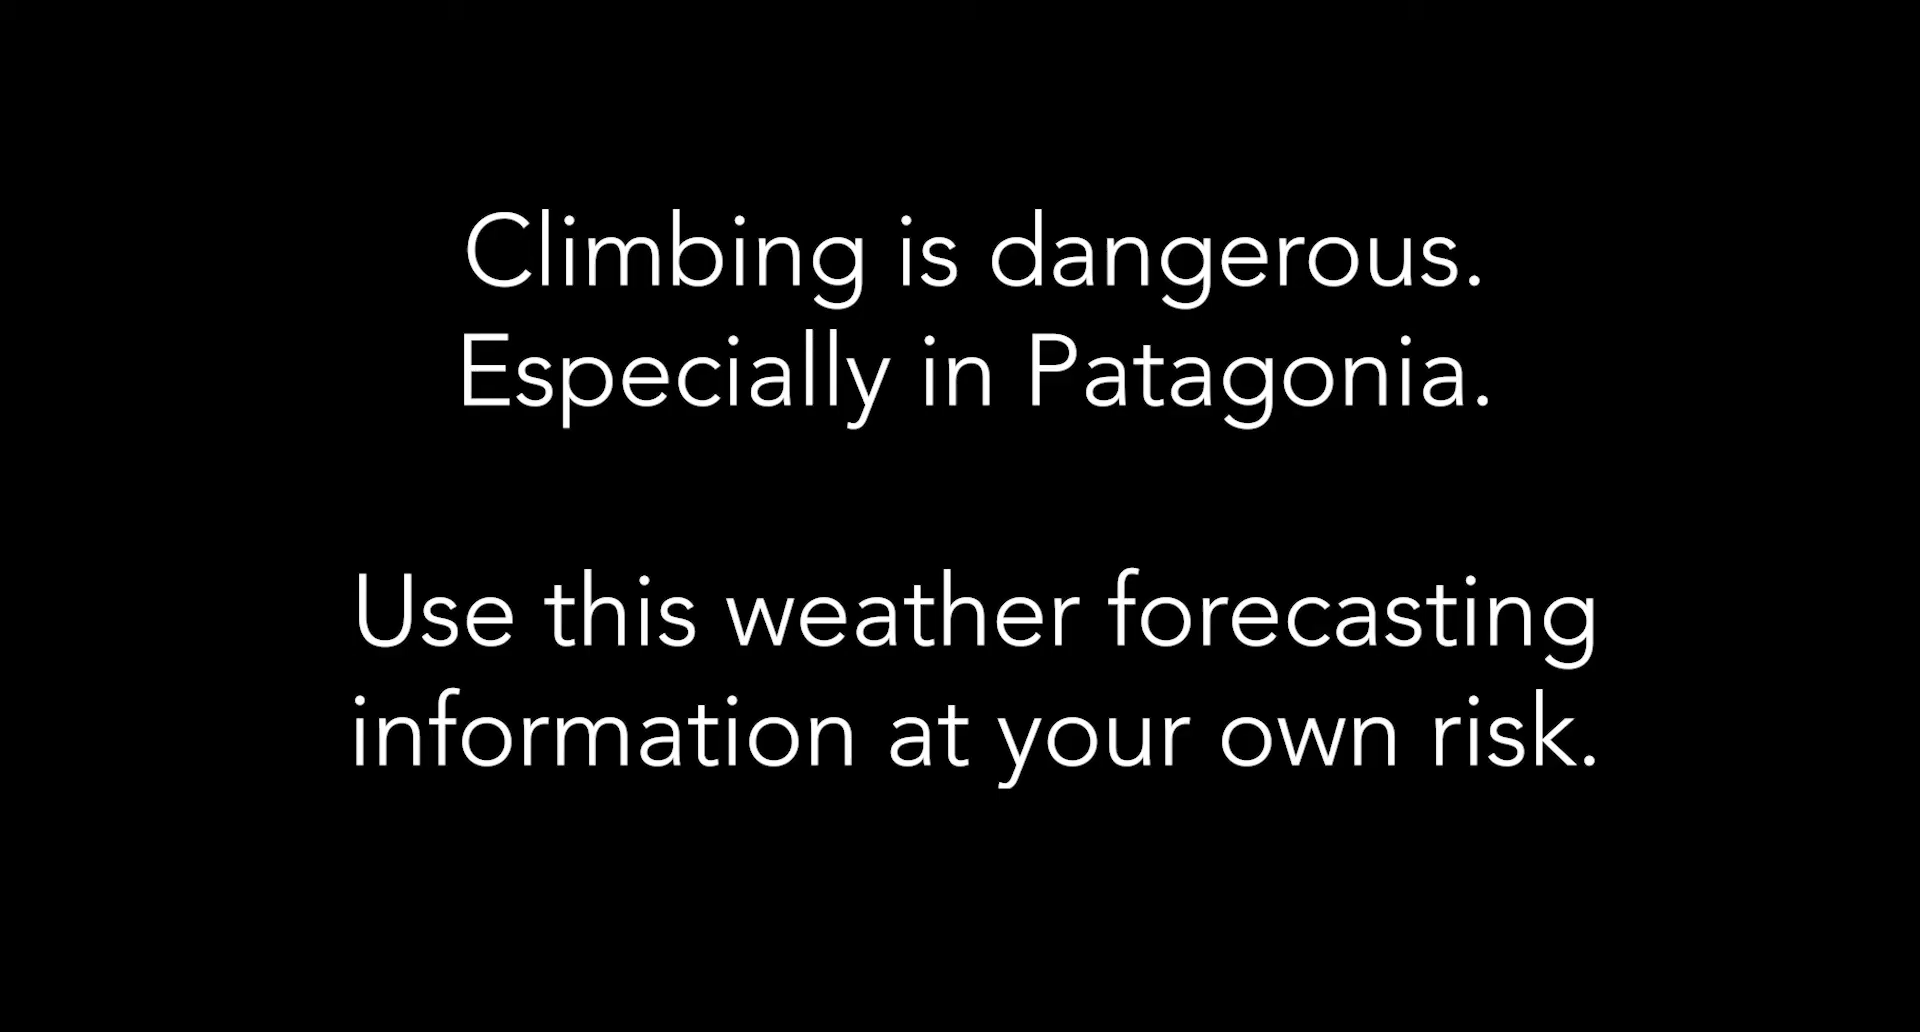 Climbing is dangerous.
Especially in Patagonia.
Use this weather forecasting
information at your own risk.